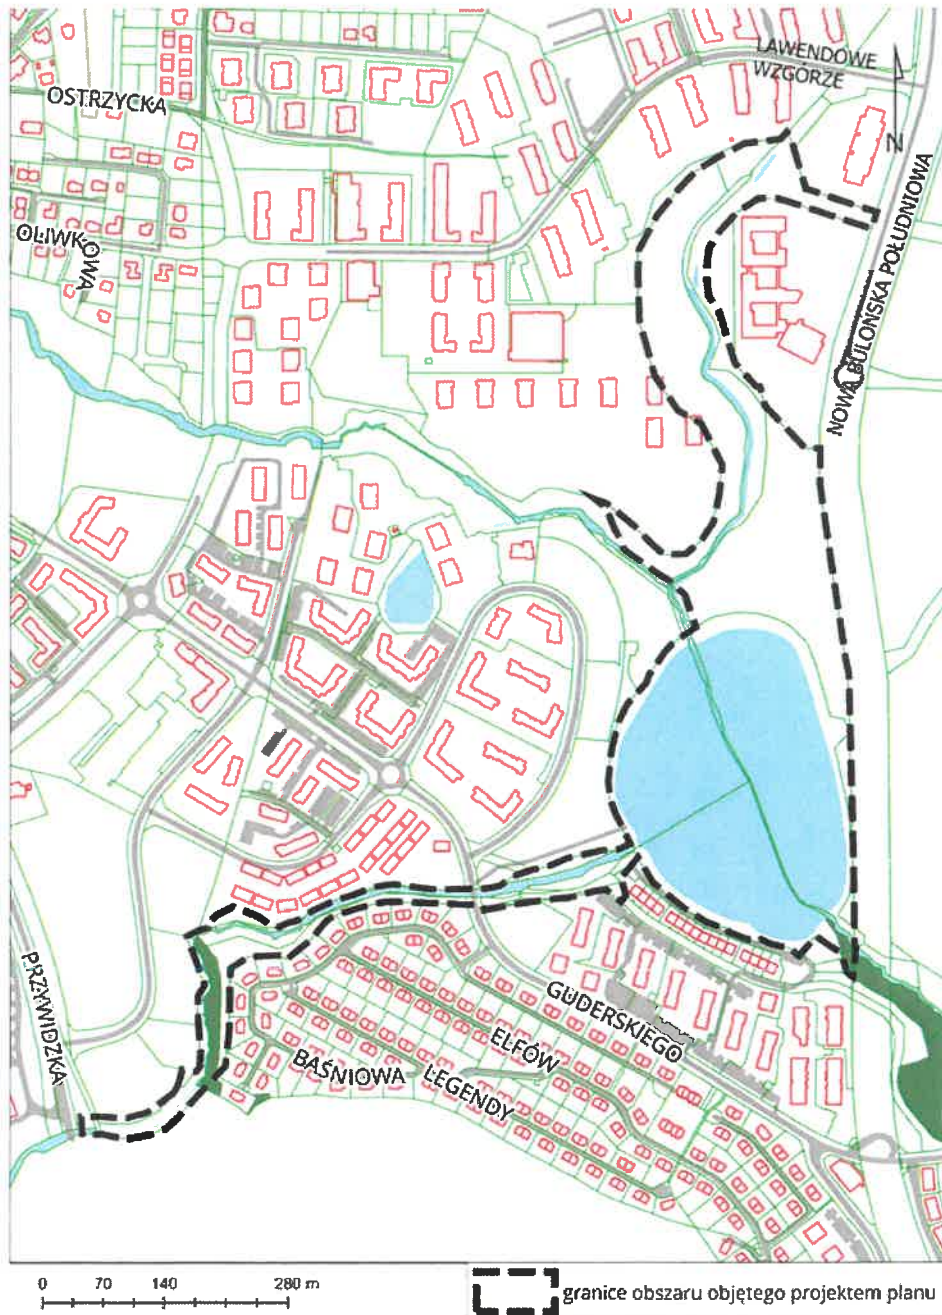 LAWENDOWE
WZGÓRZE
OSTRZYCKA
N
OLIWKOWA
NOWA BULOŃSKA POŁUDNIOWA
PRZYWIDZKA
GUDERSKIEGO
ELFÓW
BAŚNIOWA
LEGENDY
0 70 140 280 m
granice obszaru objętego projektem planu